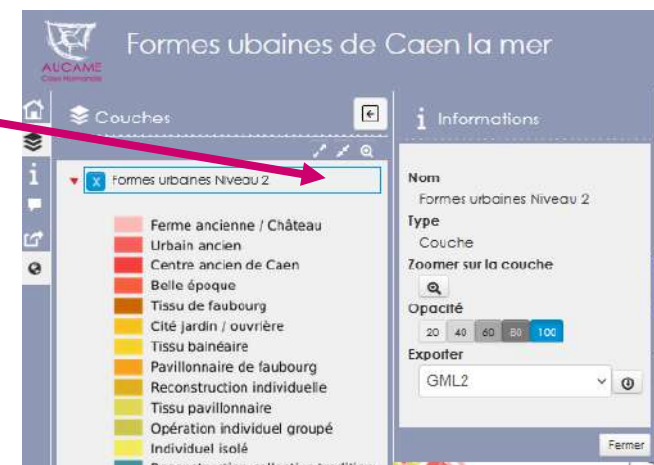 AUCAME
Caen Normandie
Formes ubaines de Caen la mer
Couches
X Formes urbaines Niveau 2
Ferme ancienne / Château
Urbain ancien
Centre ancien de Caen
Belle époque
Tissu de faubourg
Cité jardin / ouvrière
Tissu balnéaire
Pavillonnaire de faubourg
Reconstruction individuelle
Tissu pavillonnaire
Opération individuel groupé
Individuel isolé
Informations
Nom
Formes urbaines Niveau 2
Type
Couche
Zoomer sur la couche
Opacité
20 40 60 80 100
Exporter
GML2
Fermer